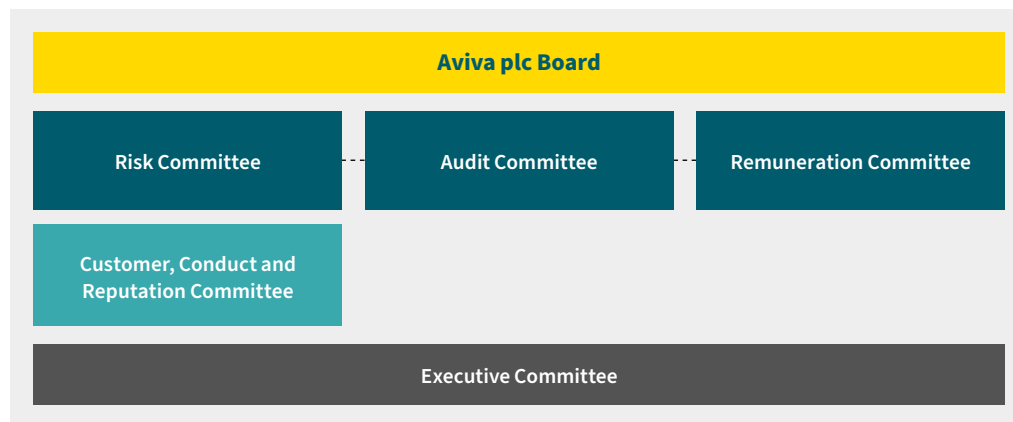 Aviva plc Board
Risk Committee
Audit Committee
Remuneration Committee
Customer, Conduct and
Reputation Committee
Executive Committee